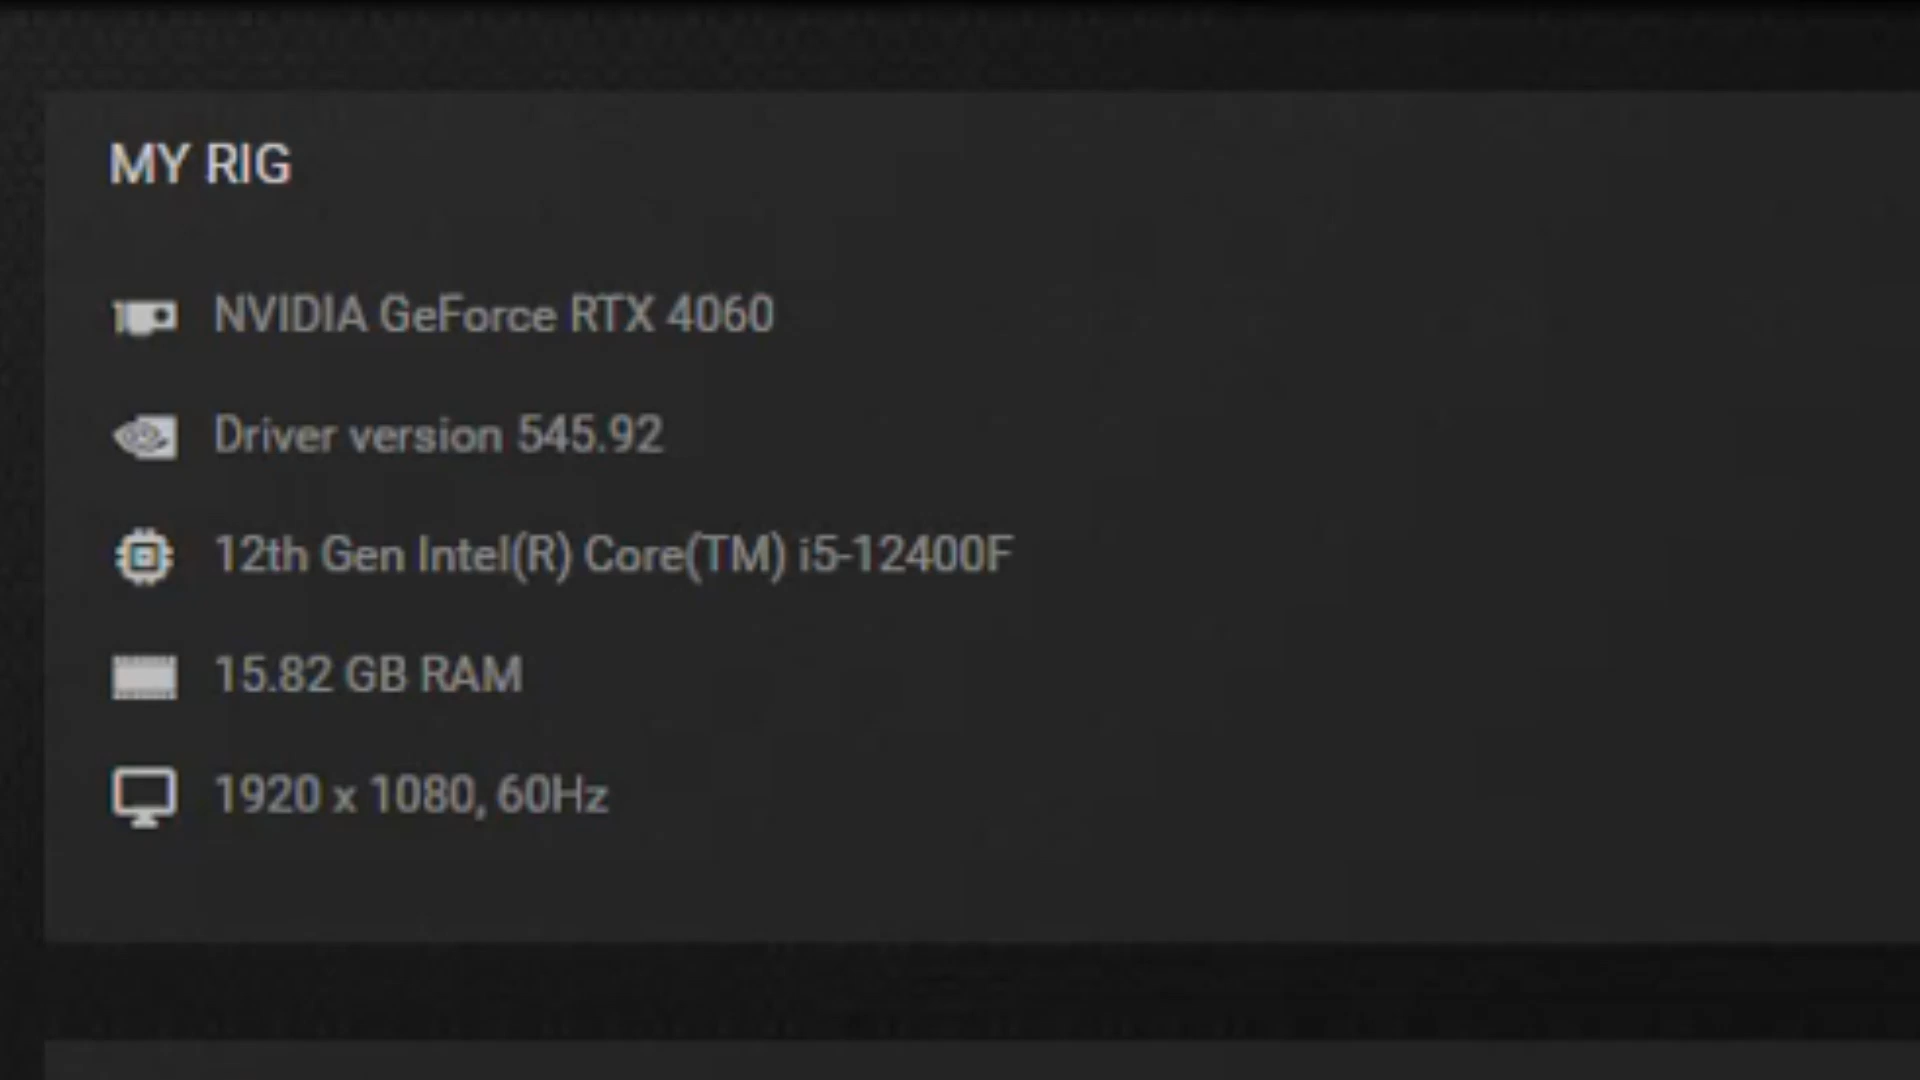 MY RIG
NVIDIA GeForce RTX 4060
Driver version 545.92
12th Gen Intel(R) Core(TM) i5-12400F
15.82 GB RAM
1920 x 1080, 60Hz